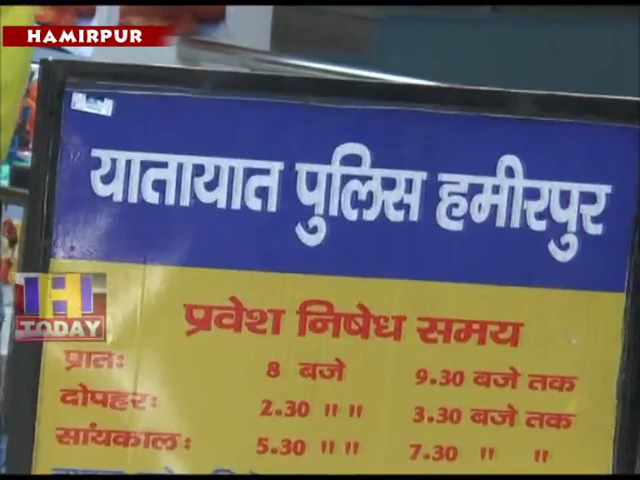 HAMIRPUR
यातायात पुलिस हमीरपुर
H
TODAY
प्रवेश निषेध समय
प्रातः 8 बजे 9.30 बजे तक
दोपहरः 2.30 " " 3.30 बजे तक
सांयकालः 5.30 " " 7.30 " "